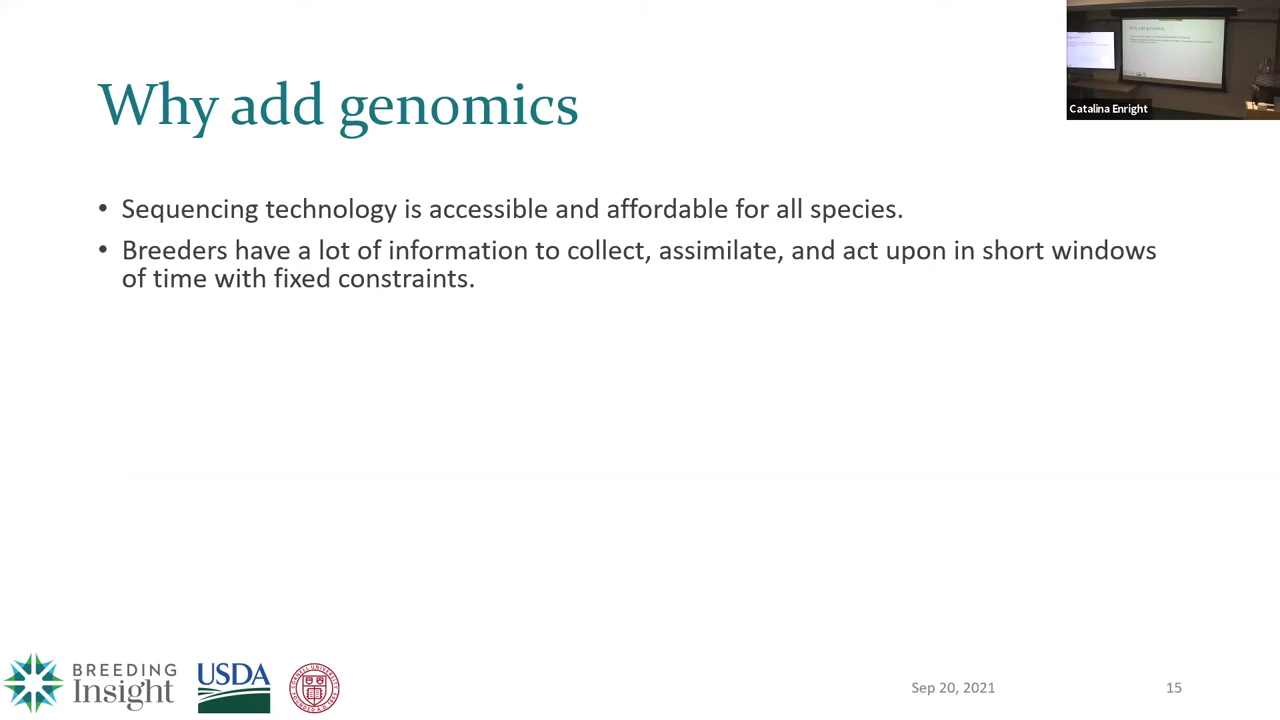 Why add genomics
Catalina Enright
• Sequencing technology is accessible and affordable for all species.
• Breeders have a lot of information to collect, assimilate, and act upon in short windows
of time with fixed constraints.
BREEDING
Insight
USDA
Sep 20, 2021
15